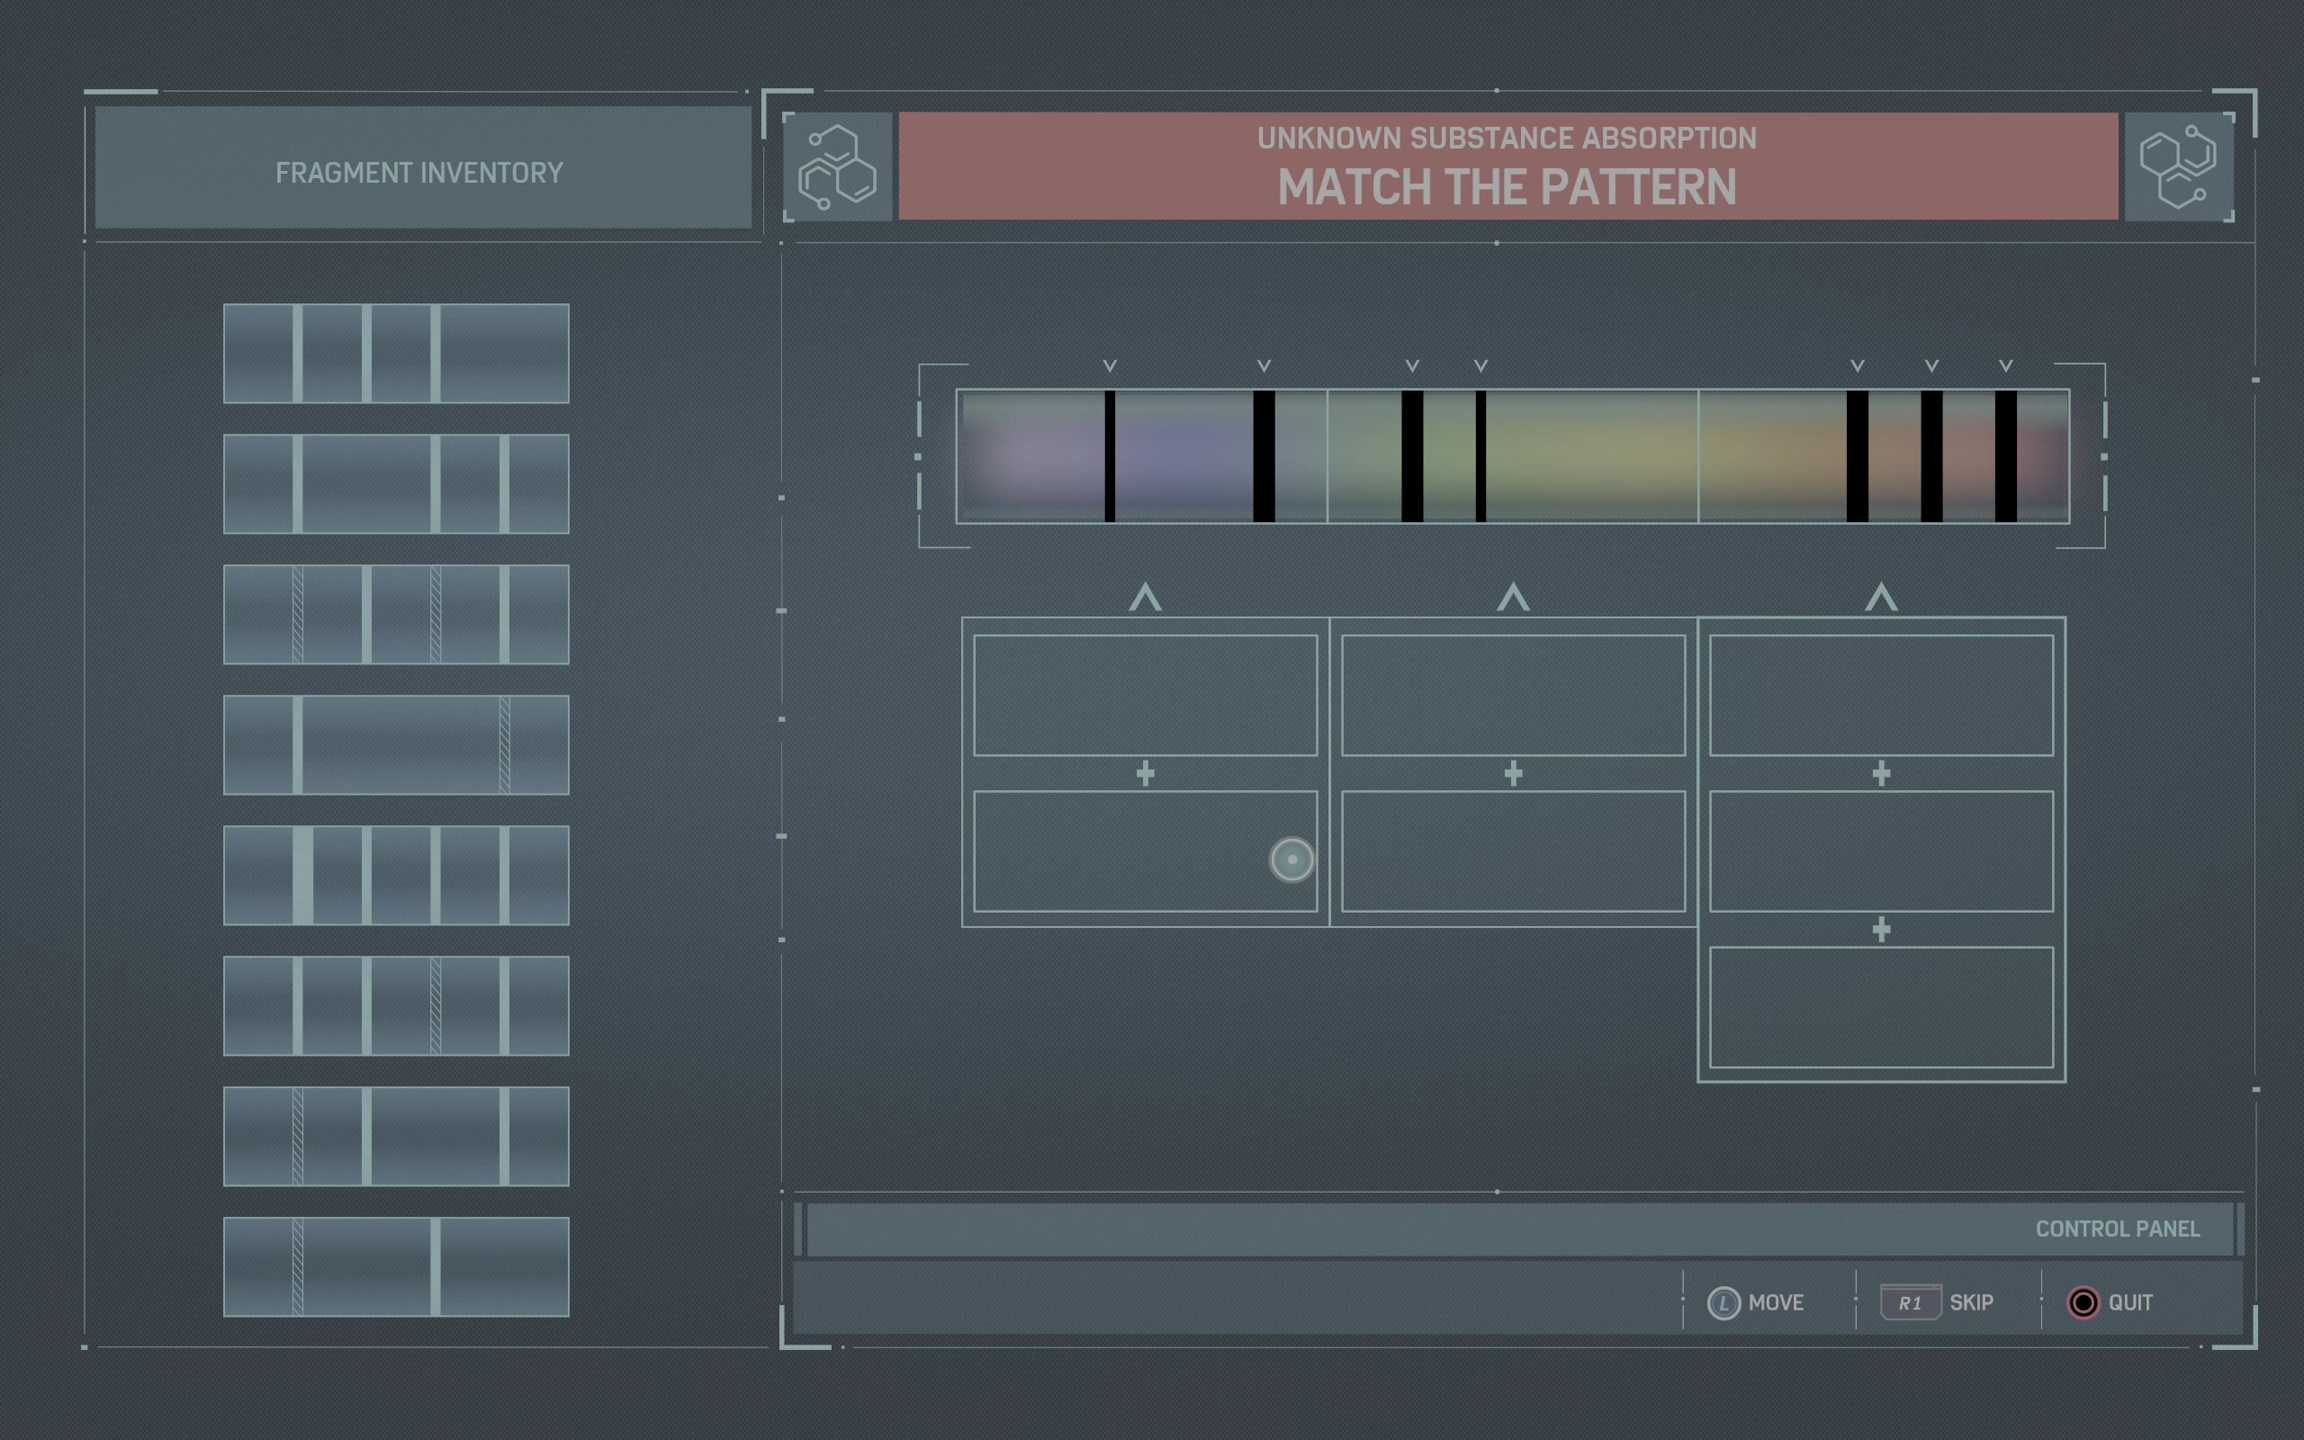 FRAGMENT INVENTORY
UNKNOWN SUBSTANCE ABSORPTION
MATCH THE PATTERN
CONTROL PANEL
L MOVE
R1 SKIP
QUIT